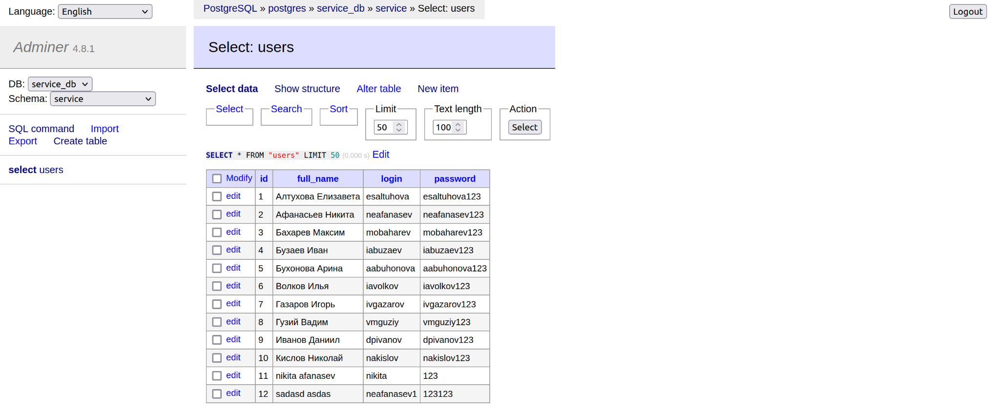 Language: English
PostgreSQL » postgres » service_db » service » Select: users
Logout
Adminer 4.8.1
Select: users
DB: service_db
Schema: service
SQL command Import
Export Create table
select users
Select data Show structure Alter table New item
Select Search Sort Limit Text length Action
50 100 Select
SELECT * FROM "users" LIMIT 50 (0.000 s) Edit
Modify id full_name login password
edit 1 Алтухова Елизавета esaltuhova esaltuhova123
edit 2 Афанасьев Никита neafanasev neafanasev123
edit 3 Бахарев Максим mobaharev mobaharev123
edit 4 Бузаев Иван iabuzaev iabuzaev123
edit 5 Бухонова Арина aabuhonova aabuhonova123
edit 6 Волков Илья iavolkov iavolkov123
edit 7 Газаров Игорь ivgazarov ivgazarov123
edit 8 Гузий Вадим vmguziy vmguziy123
edit 9 Иванов Даниил dpivanov dpivanov123
edit 10 Кислов Николай nakislov nakislov123
edit 11 nikita afanasev nikita 123
edit 12 sadasd asdas neafanasev1 123123